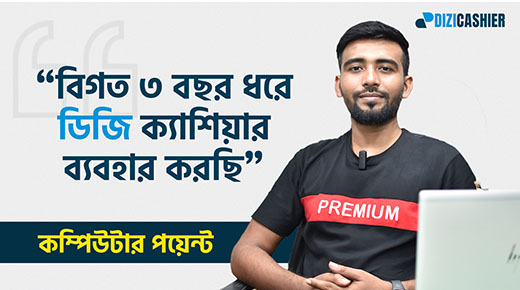 DIZICASHIER
“বিগত ৩ বছর ধরে
ডিজি ক্যাশিয়ার
ব্যবহার করছি”
PREMIUM
কম্পিউটার পয়েন্ট